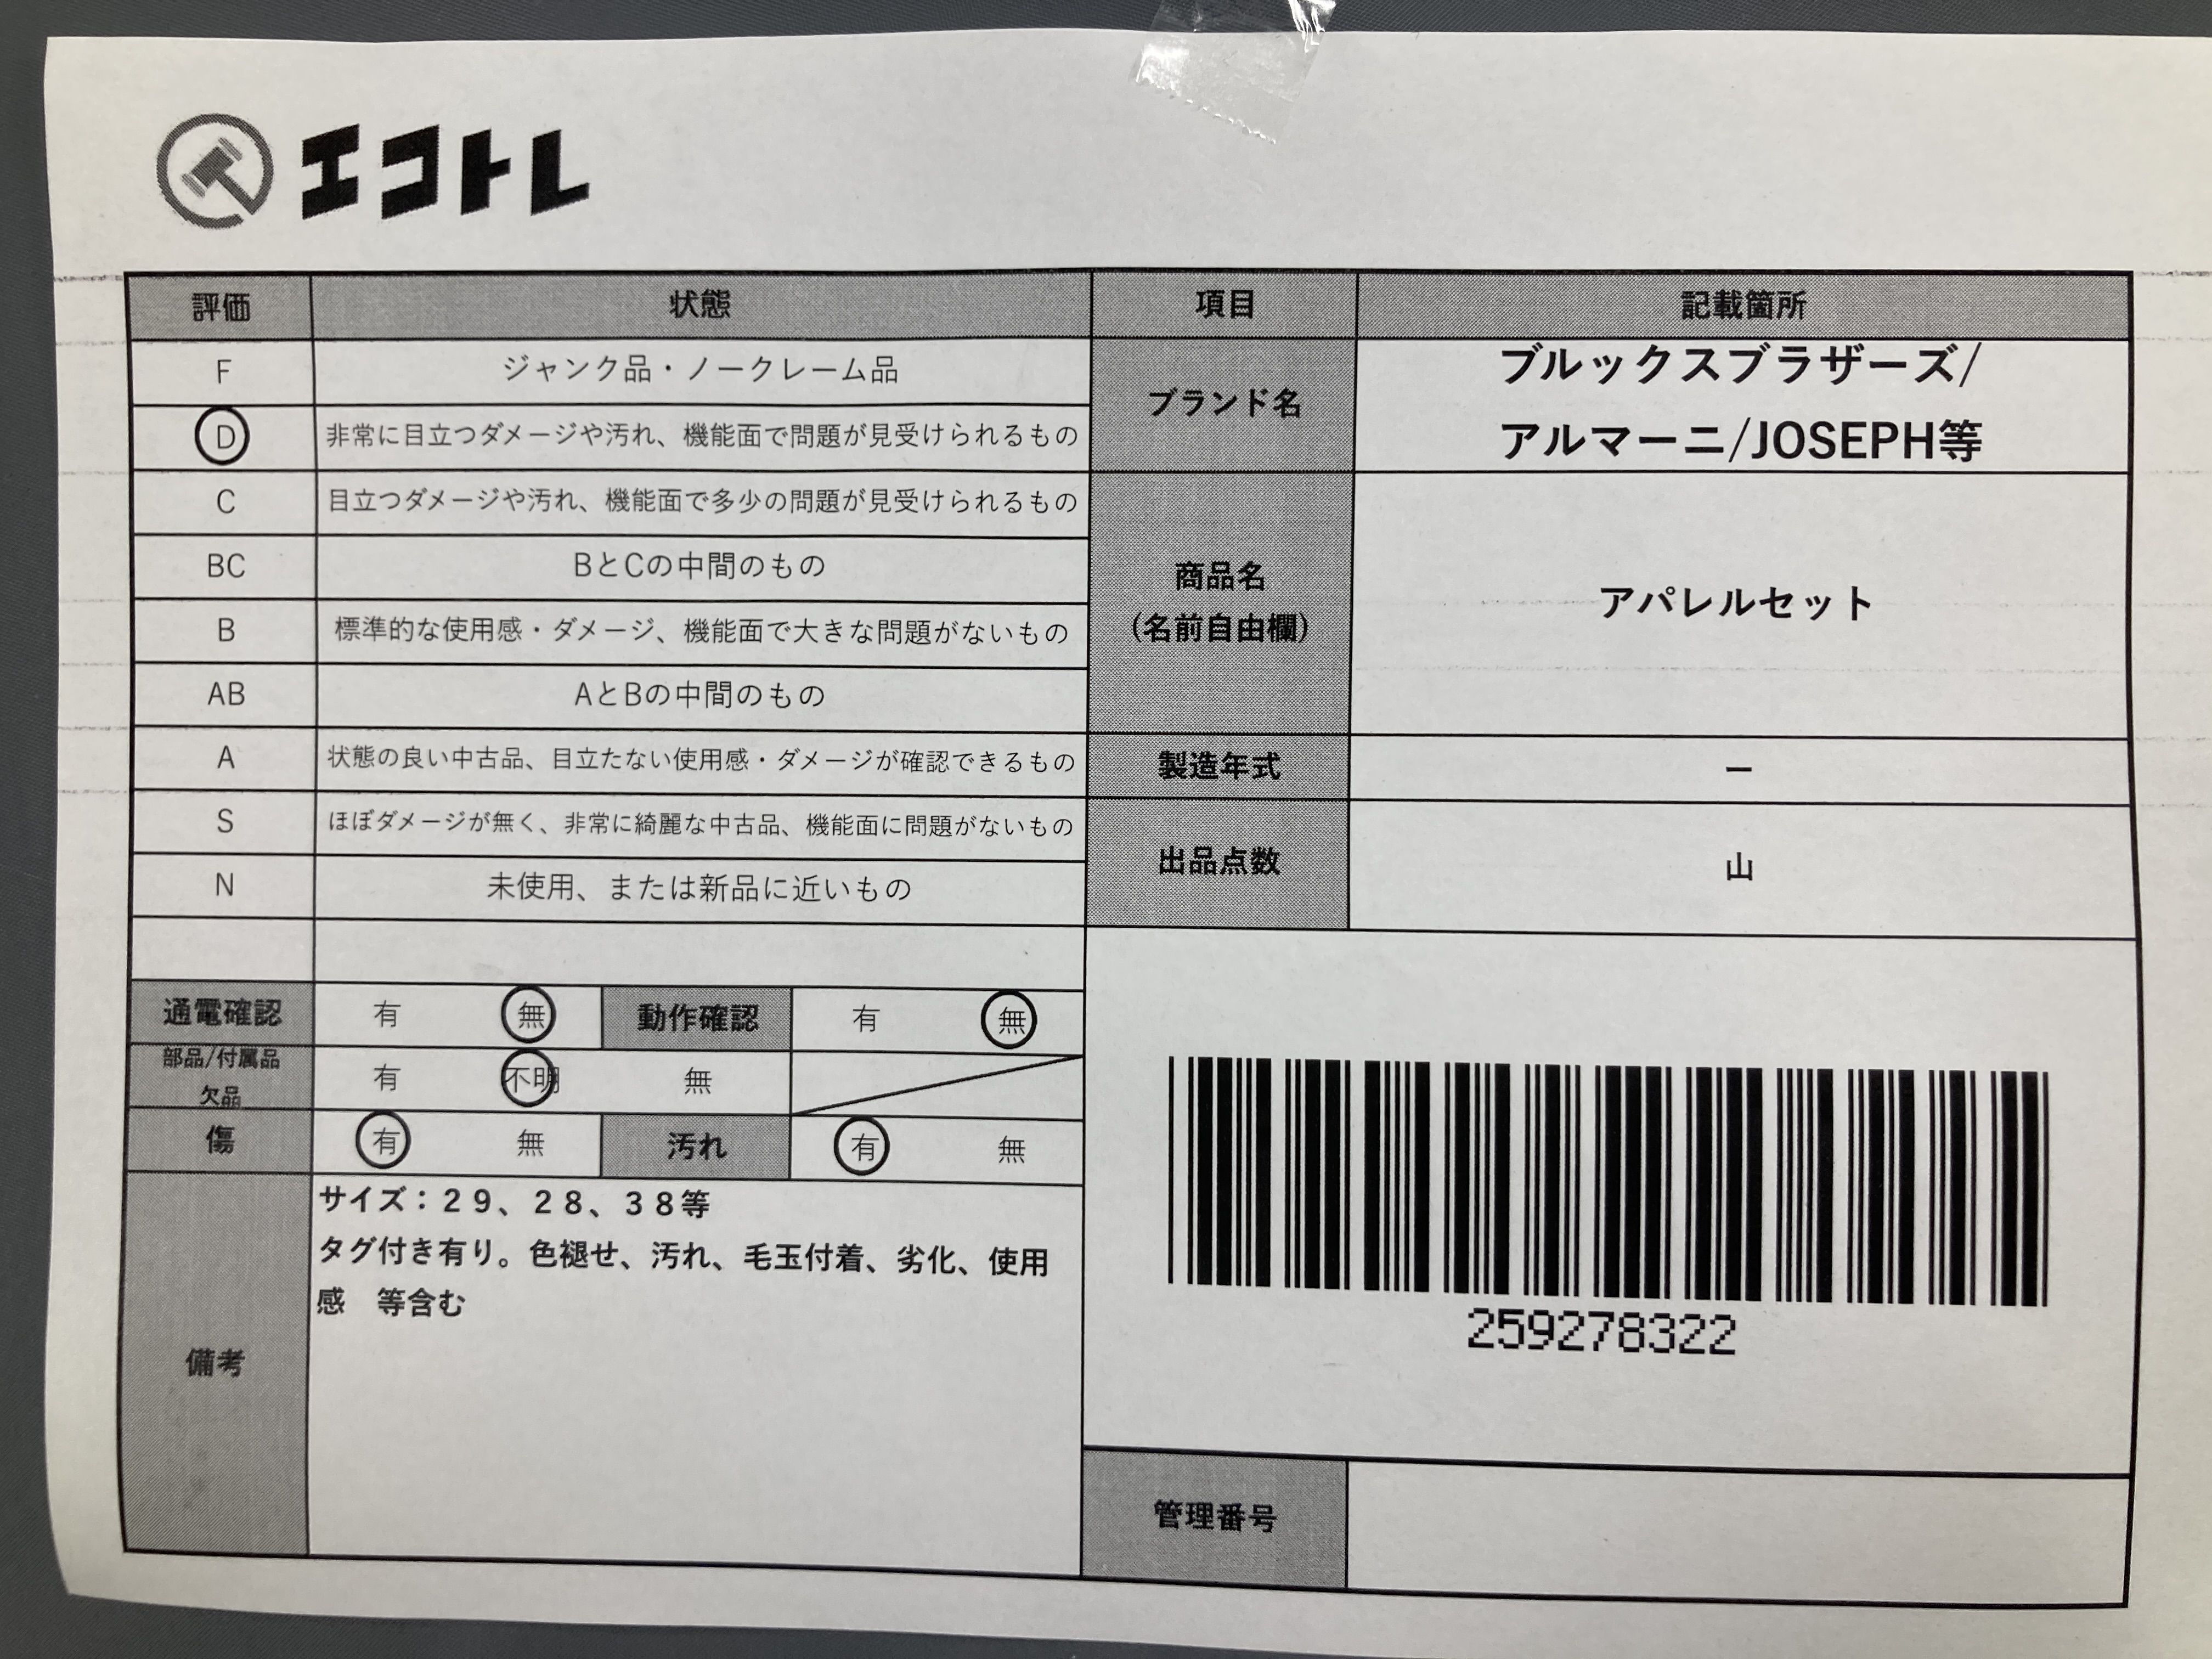 エコトレ
評価 状態 項目 記載箇所
F ジャンク品・ノークレーム品
D 非常に目立つダメージや汚れ、機能面で問題が見受けられるもの
C 目立つダメージや汚れ、機能面で多少の問題が見受けられるもの
BC BとCの中間のもの
B 標準的な使用感・ダメージ、機能面で大きな問題がないもの
AB AとBの中間のもの
A 状態の良い中古品、目立たない使用感・ダメージが確認できるもの
S ほぼダメージが無く、非常に綺麗な中古品、機能面に問題がないもの
N 未使用、または新品に近いもの
ブランド名
ブルックスブラザーズ/
アルマーニ/JOSEPH等
商品名
(名前自由欄)
アパレルセット
製造年式 ー
出品点数 山
通電確認 有 無 動作確認 有 無
部品/付属品
欠品
有 不明 無
傷 有 無 汚れ 有 無
備考
サイズ：２９、２８、３８等
タグ付き有り。色褪せ、汚れ、毛玉付着、劣化、使用
感　等含む
259278322
管理番号